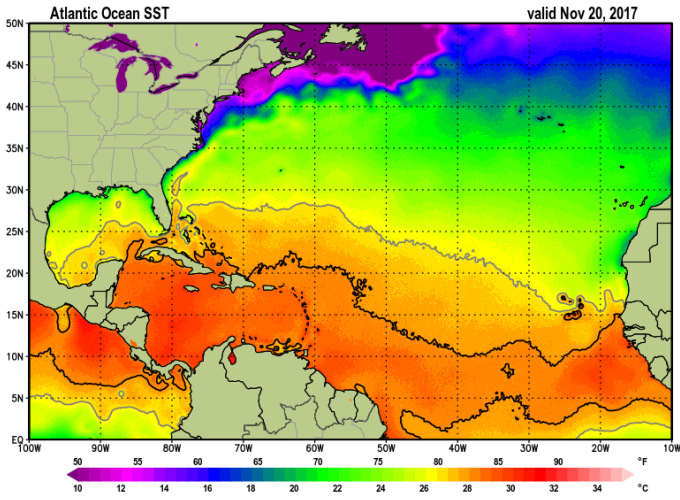 Atlantic Ocean SST valid Nov 20, 2017
50N
45N
40N
35N
30N
25N
20N
15N
10N
5N
EQ
100W 90W 80W 70W 60W 50W 40W 30W 20W 10W
50 55 60 65 70 75 80 85 90 °F
10 12 14 16 18 20 22 24 26 28 30 32 34 °C